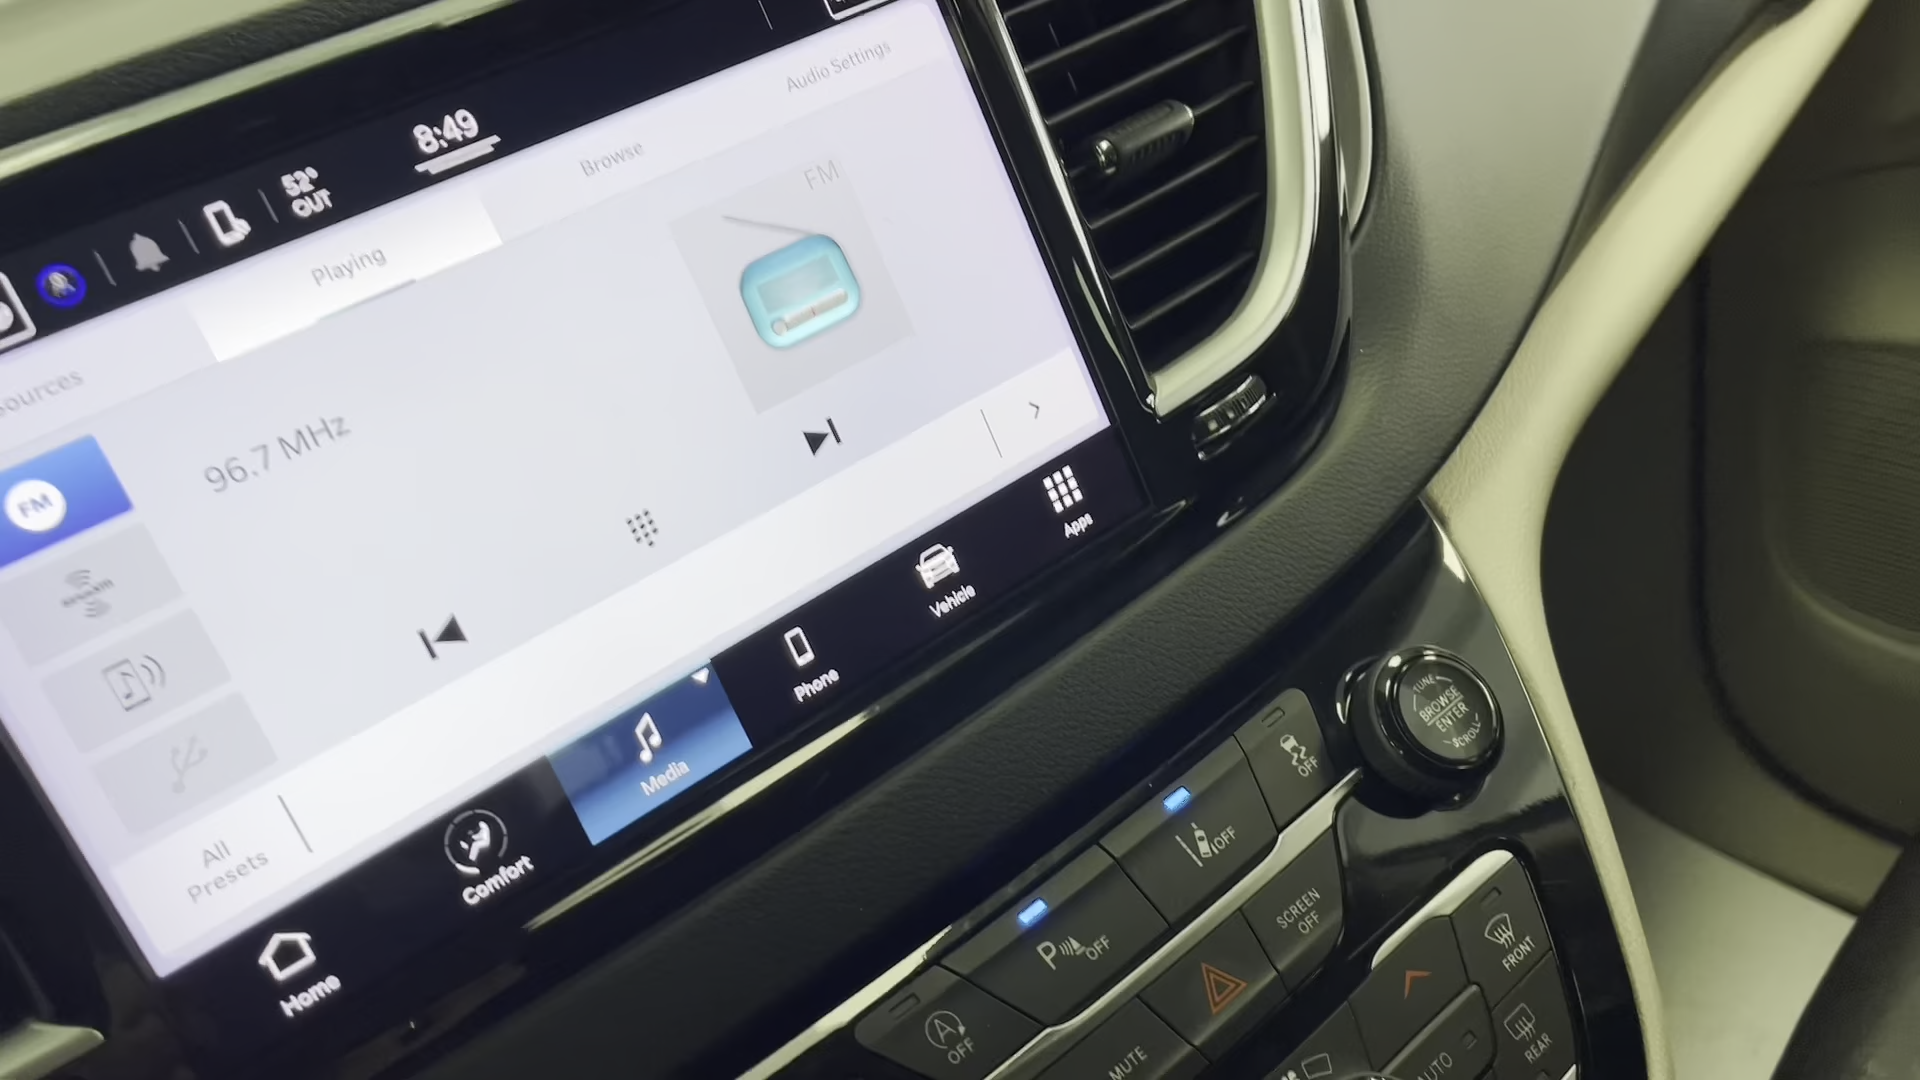 8:49
52°
OUT
Sources
Playing
Browse
Audio Settings
FM
96.7 MHz
FM
All
Presets
Home
Comfort
Media
Phone
Vehicle
Apps
TUNE
BROWSE
ENTER
SCROLL
OFF
OFF
P OFF
A
OFF
SCREEN
OFF
MUTE
FRONT
REAR
AUTO